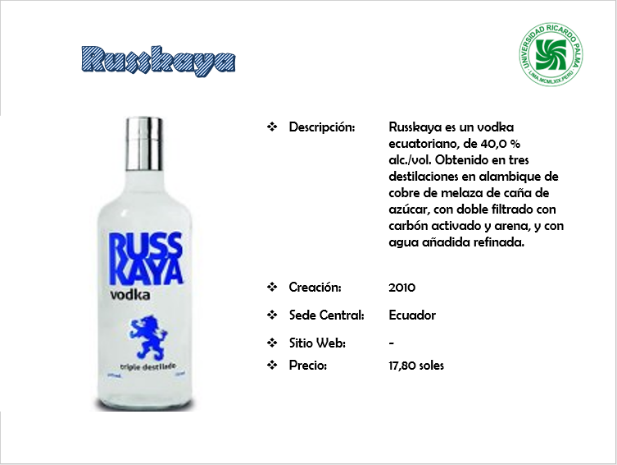 Russkaya
UNIVERSIDAD RICARDO PALMA
LIMA MCMLXIX PERU
❖ Descripción: Russkaya es un vodka
ecuatoriano, de 40,0 %
alc./vol. Obtenido en tres
destilaciones en alambique de
cobre de melaza de caña de
azúcar, con doble filtrado con
carbón activado y arena, y con
agua añadida refinada.
RUSS
KAYA
vodka
triple destilado
❖ Creación: 2010
❖ Sede Central: Ecuador
❖ Sitio Web: -
❖ Precio: 17,80 soles